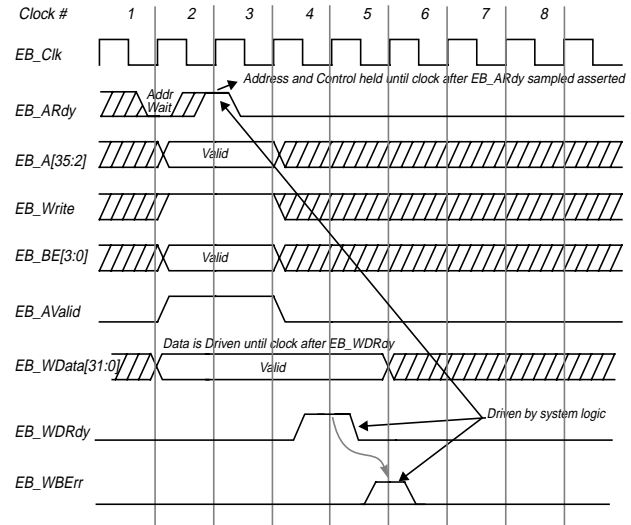 Clock # 1 2 3 4 5 6 7 8
EB_Clk
Address and Control held until clock after EB_ARdy sampled asserted
EB_ARdy
Addr
Wait
EB_A[35:2] Valid
EB_Write
EB_BE[3:0] Valid
EB_AValid
Data is Driven until clock after EB_WDRdy
EB_WData[31:0] Valid
Driven by system logic
EB_WDRdy
EB_WBErr